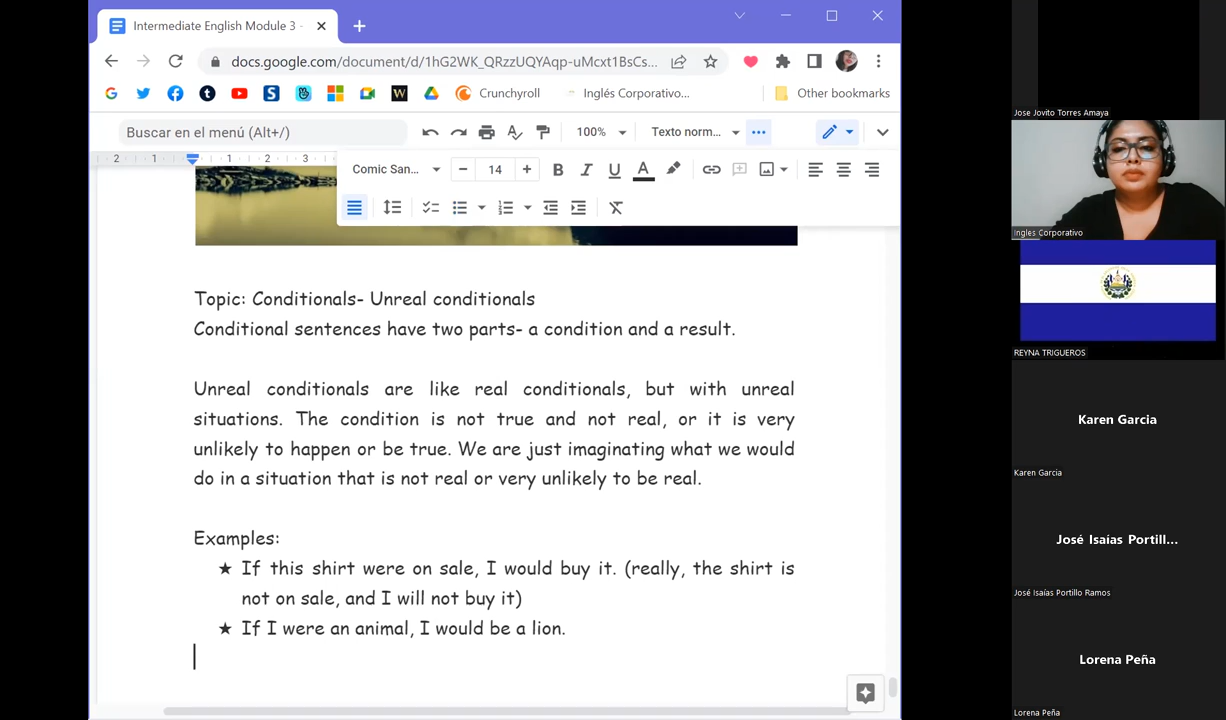 Intermediate English Module 3 -
docs.google.com/document/d/1hG2WK_QRzzUQYAqp-uMcxt1BsCs...
Crunchyroll
Inglés Corporativo...
Other bookmarks
Buscar en el menú (Alt+/)
100%
Texto norm...
2 1 1 2 3
Comic San...
14
B I U A
Topic: Conditionals- Unreal conditionals
Conditional sentences have two parts- a condition and a result.
Unreal conditionals are like real conditionals, but with unreal
situations. The condition is not true and not real, or it is very
unlikely to happen or be true. We are just imaginating what we would
do in a situation that is not real or very unlikely to be real.
Examples:
★ If this shirt were on sale, I would buy it. (really, the shirt is
not on sale, and I will not buy it)
★ If I were an animal, I would be a lion.
Jose Jovito Torres Amaya
Ingles Corporativo
REYNA TRIGUEROS
Karen Garcia
Karen Garcia
José Isaías Portill...
José Isaías Portillo Ramos
Lorena Peña
Lorena Peña